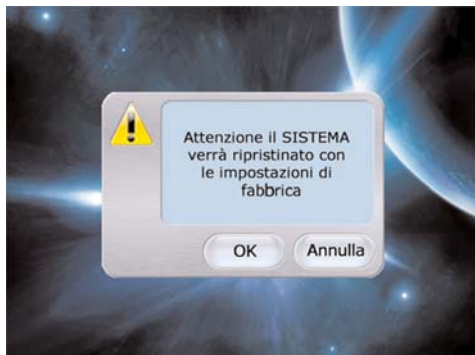 Attenzione il SISTEMA
verrà ripristinato con
le impostazioni di
fabbrica
OK Annulla